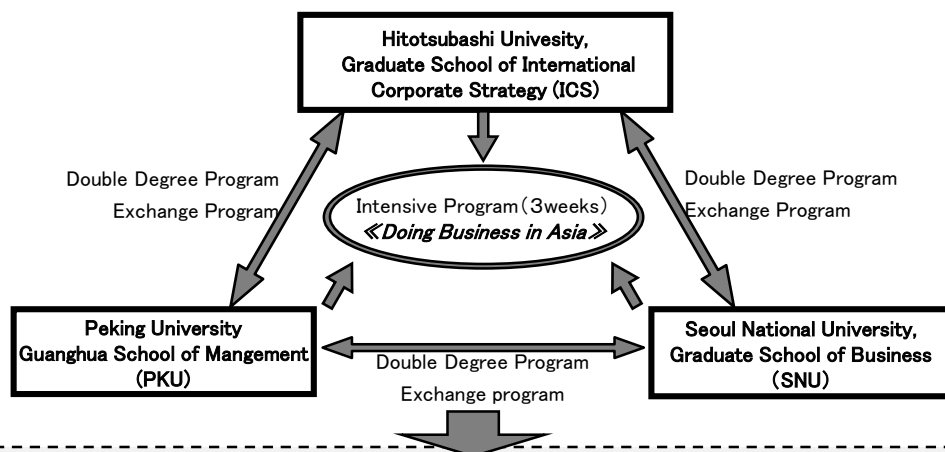 Hitotsubashi Univesity,
Graduate School of International
Corporate Strategy (ICS)
Double Degree Program
Exchange Program
Double Degree Program
Exchange Program
Intensive Program(3weeks)
≪Doing Business in Asia≫
Peking University
Guanghua School of Mangement
(PKU)
Seoul National University,
Graduate School of Business
(SNU)
Double Degree Program
Exchange program